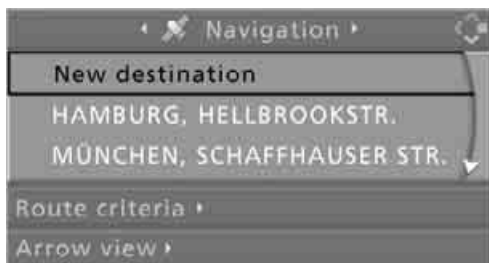 Navigation
New destination
HAMBURG, HELLBROOKSTR.
MÜNCHEN, SCHAFFHAUSER STR.
Route criteria
Arrow view